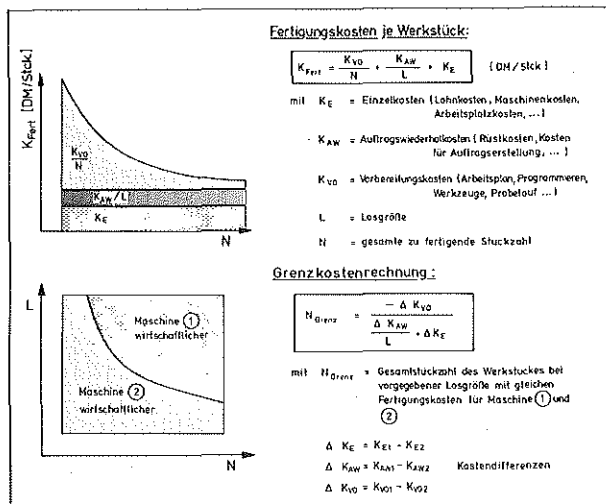 Fertigungskosten je Werkstück:
K_Fert = K_VO / N + K_AW / L + K_E [DM/Stck]
mit K_E = Einzelkosten (Lohnkosten, Maschinenkosten,
Arbeitsplatzkosten, ...)
K_AW = Auftragswiederholkosten (Rüstkosten, Kosten
für Auftragserstellung, ...)
K_VO = Vorbereitungskosten (Arbeitsplan, Programmieren,
Werkzeuge, Probelauf ...)
L = Losgröße
N = gesamte zu fertigende Stückzahl
K_Fert [DM/Stck]
K_VO / N
K_AW/L
K_E
N
Grenzkostenrechnung:
N_Grenz = - Δ K_VO / (Δ K_AW / L + Δ K_E)
mit N_Grenz = Gesamtstückzahl des Werkstückes bei
vorgegebener Losgröße mit gleichen
Fertigungskosten für Maschine ① und
②
Δ K_E = K_E1 - K_E2
Δ K_AW = K_AW1 - K_AW2 Kostendifferenzen
Δ K_VO = K_VO1 - K_VO2
L
Maschine ①
wirtschaftlicher
Maschine ②
wirtschaftlicher
N